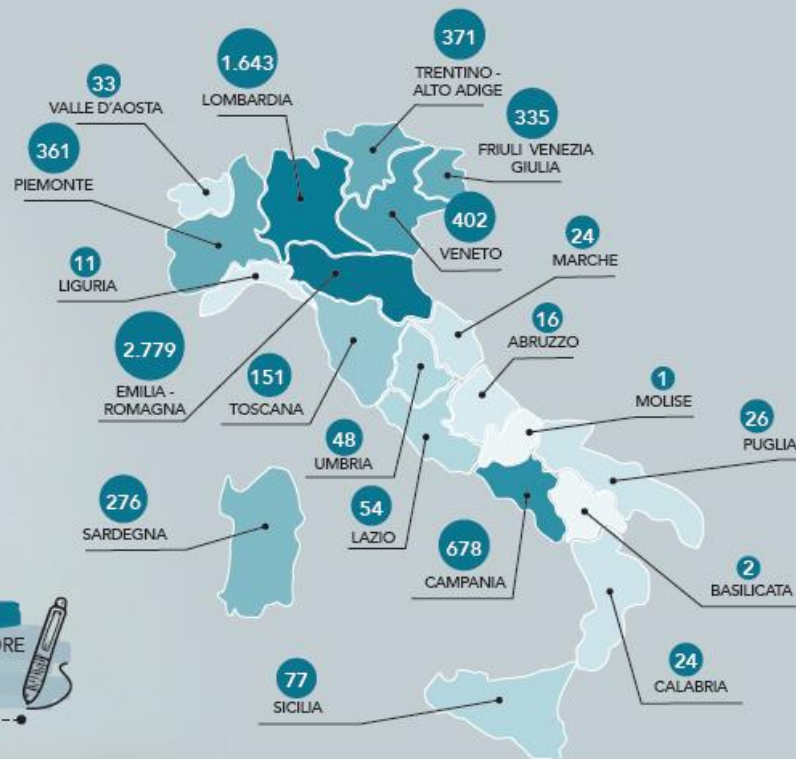 371
TRENTINO -
ALTO ADIGE
1.643
LOMBARDIA
33
VALLE D'AOSTA
335
FRIULI VENEZIA
GIULIA
361
PIEMONTE
402
VENETO
24
MARCHE
11
LIGURIA
16
ABRUZZO
2.779
EMILIA -
ROMAGNA
151
TOSCANA
1
MOLISE
26
PUGLIA
48
UMBRIA
276
SARDEGNA
54
LAZIO
678
CAMPANIA
2
BASILICATA
77
SICILIA
24
CALABRIA